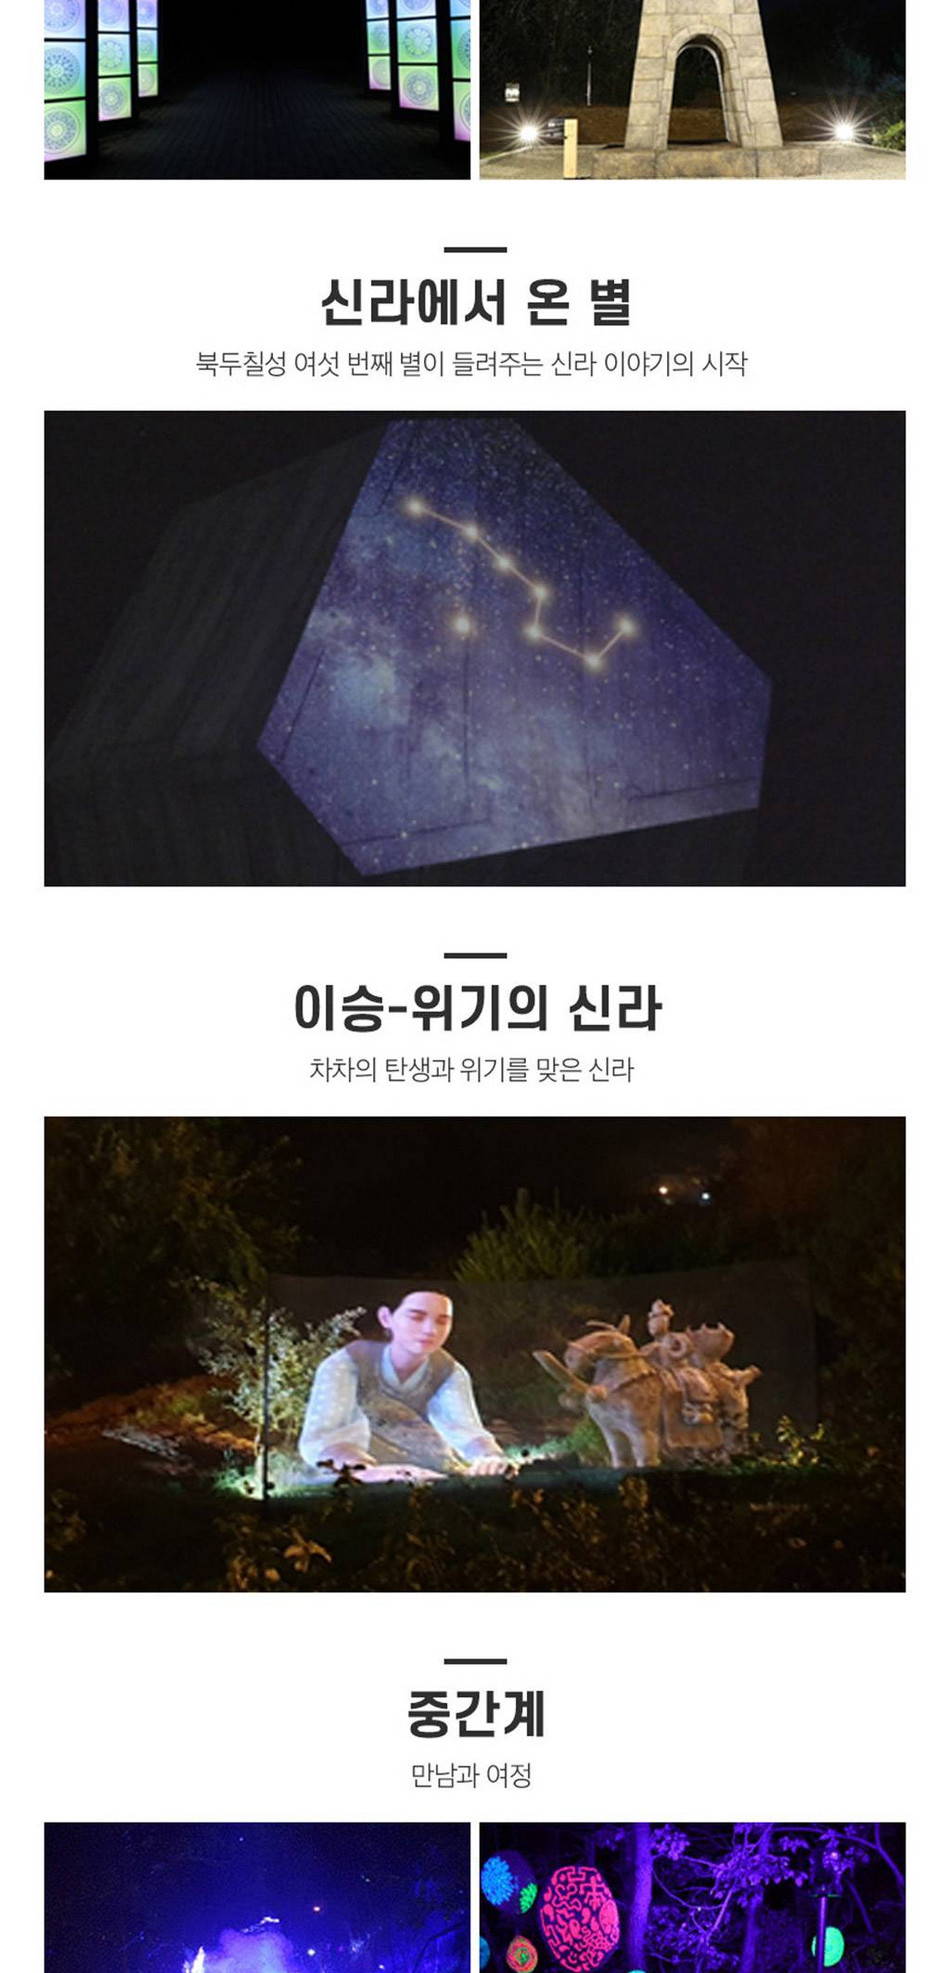 신라에서 온 별
북두칠성 여섯 번째 별이 들려주는 신라 이야기의 시작
이승-위기의 신라
차차의 탄생과 위기를 맞은 신라
중간계
만남과 여정